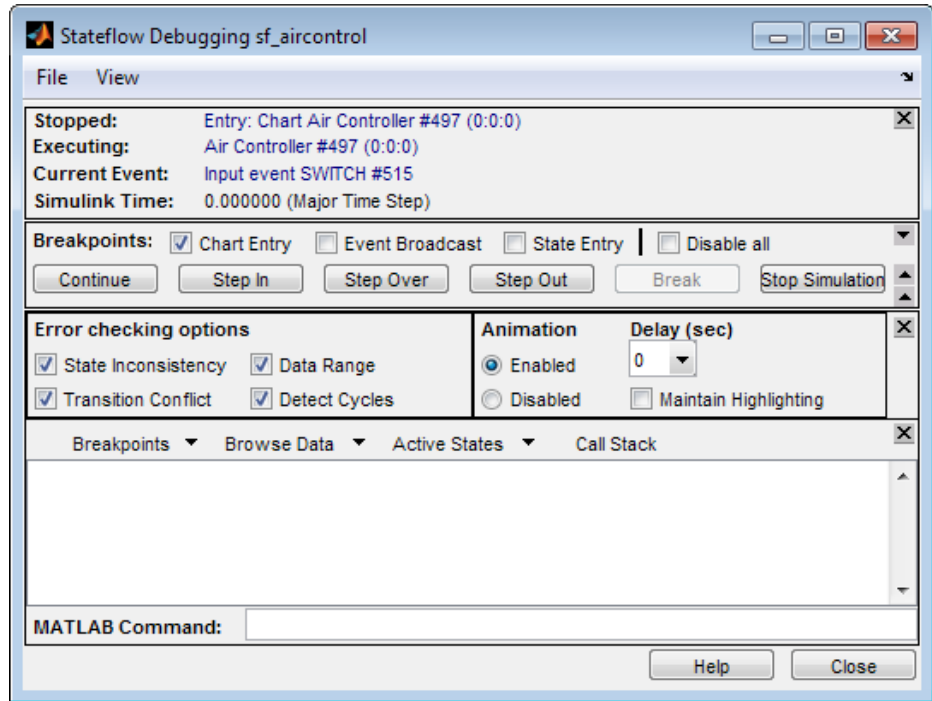 Stateflow Debugging sf_aircontrol
File View
Stopped: Entry: Chart Air Controller #497 (0:0:0)
Executing: Air Controller #497 (0:0:0)
Current Event: Input event SWITCH #515
Simulink Time: 0.000000 (Major Time Step)
Breakpoints: Chart Entry Event Broadcast State Entry Disable all
Continue Step In Step Over Step Out Break Stop Simulation
Error checking options
State Inconsistency Data Range
Transition Conflict Detect Cycles
Animation Delay (sec)
Enabled 0
Disabled Maintain Highlighting
Breakpoints Browse Data Active States Call Stack
MATLAB Command:
Help Close